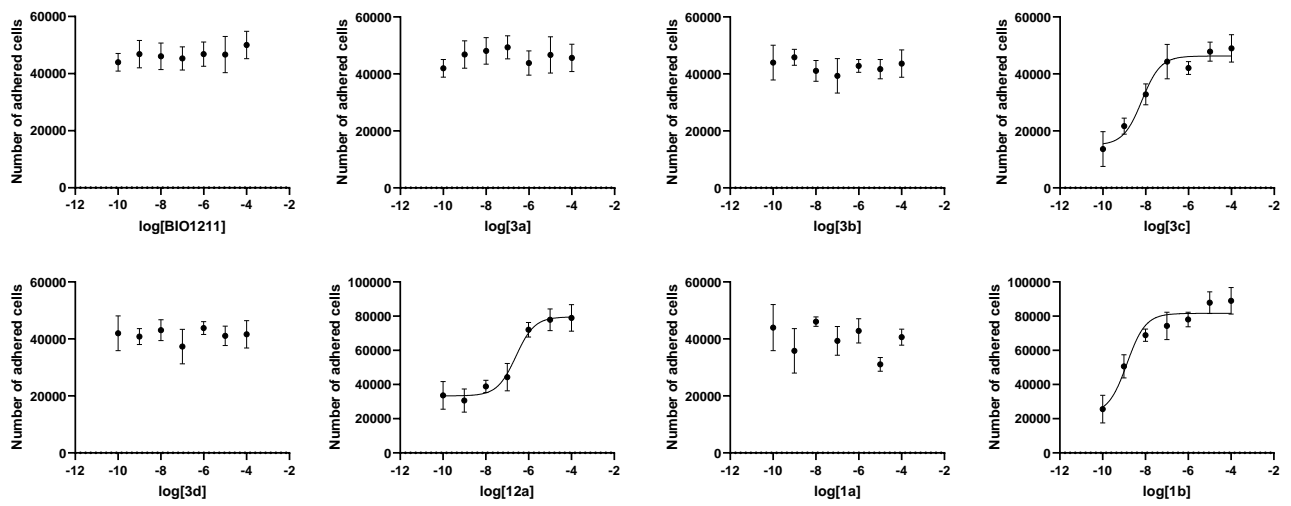 Number of adhered cells
60000
40000
20000
0
-12 -10 -8 -6 -4 -2
log[BIO1211]
Number of adhered cells
60000
40000
20000
0
-12 -10 -8 -6 -4 -2
log[3a]
Number of adhered cells
60000
40000
20000
0
-12 -10 -8 -6 -4 -2
log[3b]
Number of adhered cells
60000
40000
20000
0
-12 -10 -8 -6 -4 -2
log[3c]
Number of adhered cells
60000
40000
20000
0
-12 -10 -8 -6 -4 -2
log[3d]
Number of adhered cells
100000
80000
60000
40000
20000
0
-12 -10 -8 -6 -4 -2
log[12a]
Number of adhered cells
60000
40000
20000
0
-12 -10 -8 -6 -4 -2
log[1a]
Number of adhered cells
100000
80000
60000
40000
20000
0
-12 -10 -8 -6 -4 -2
log[1b]